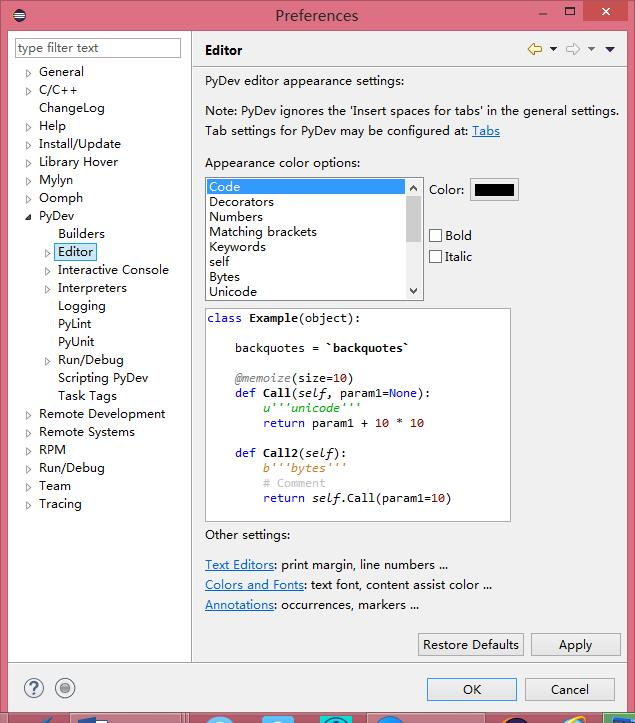 Preferences
type filter text
General
C/C++
ChangeLog
Help
Install/Update
Library Hover
Mylyn
Oomph
PyDev
Builders
Editor
Interactive Console
Interpreters
Logging
PyLint
PyUnit
Run/Debug
Scripting PyDev
Task Tags
Remote Development
Remote Systems
RPM
Run/Debug
Team
Tracing
Editor
PyDev editor appearance settings:
Note: PyDev ignores the 'Insert spaces for tabs' in the general settings.
Tab settings for PyDev may be configured at: Tabs
Appearance color options:
Code
Decorators
Numbers
Matching brackets
Keywords
self
Bytes
Unicode
Color:
Bold
Italic
class Example(object):
backquotes = `backquotes`
@memoize(size=10)
def Call(self, param1=None):
u'''unicode'''
return param1 + 10 * 10
def Call2(self):
b'''bytes'''
# Comment
return self.Call(param1=10)
Other settings:
Text Editors: print margin, line numbers ...
Colors and Fonts: text font, content assist color ...
Annotations: occurrences, markers ...
Restore Defaults
Apply
OK
Cancel